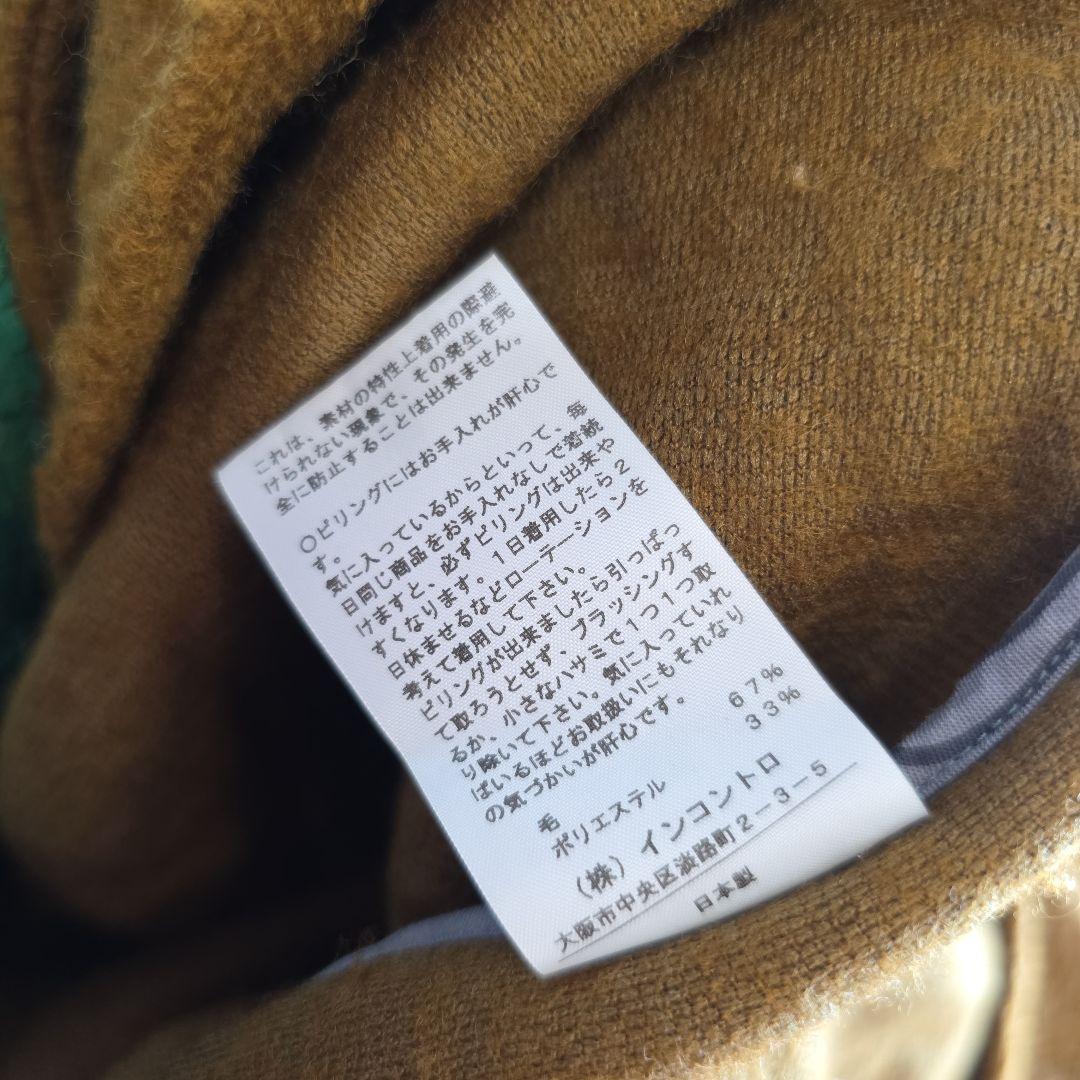 これは、素材の特性上着用の際避
けられない現象で、その発生を完
全に防止することは出来ません。
○ピリングにはお手入れが肝心で
す。
気に入っているからといって、毎
日同じ商品をお手入れなしで着続
けますと、必ずピリングは出来や
すくなります。1日着用したら2
日休ませるなどローテーションを
考えて着用して下さい。
ピリングが出来ましたら引っぱっ
て取ろうとせず、ブラッシングす
るか、小さなハサミで1つ1つ取
り除いて下さい。気に入っていれ
ばいるほどお取扱いにもそれなり
の気づかいが肝心です。
毛 67%
ポリエステル 33%
(株)インコントロ
大阪市中央区淡路町2-3-5
日本製